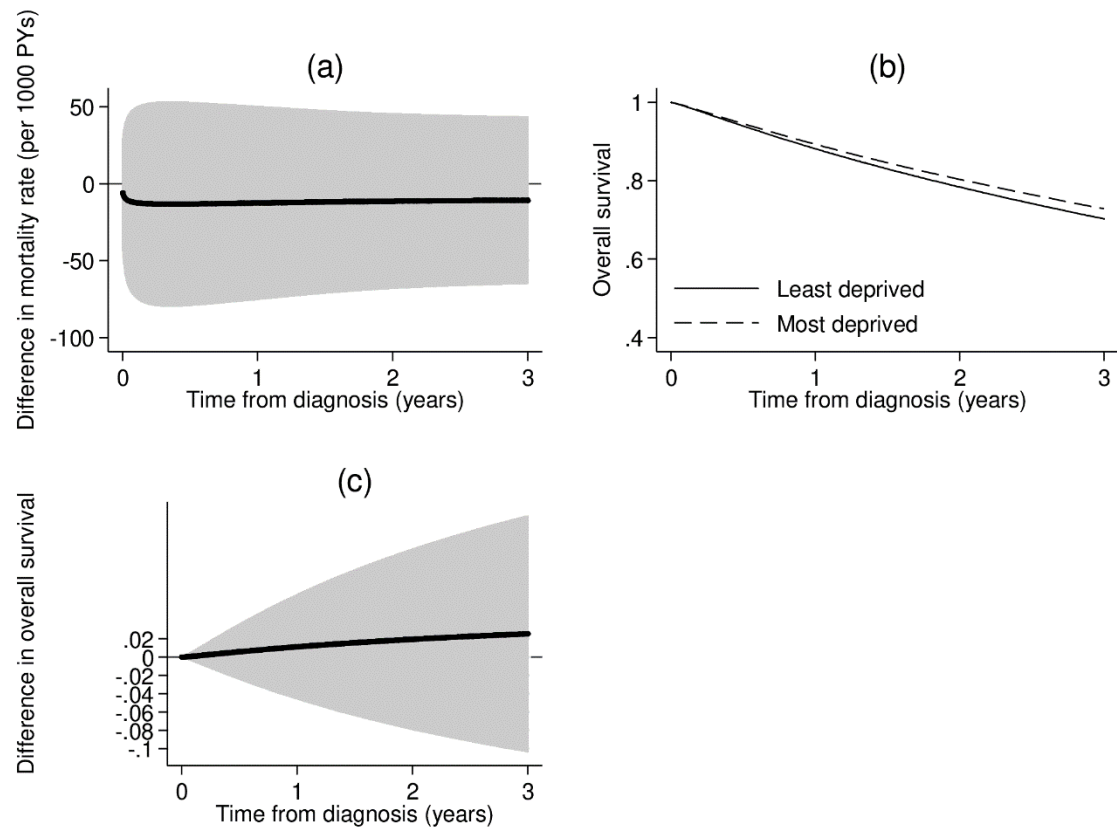 (a)
Difference in mortality rate (per 1000 PYs)
50
0
-50
-100
0 1 2 3
Time from diagnosis (years)
(b)
Overall survival
1
.8
.6
.4
Least deprived
Most deprived
0 1 2 3
Time from diagnosis (years)
(c)
Difference in overall survival
.02
0
-.02
-.04
-.06
-.08
-.1
0 1 2 3
Time from diagnosis (years)